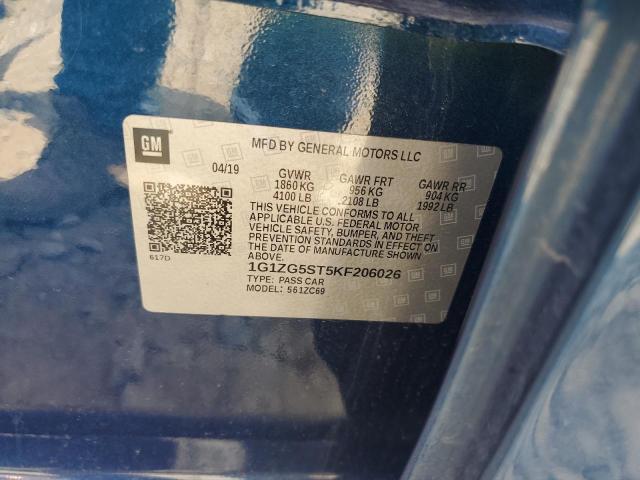 GM
MFD BY GENERAL MOTORS LLC
04/19 GVWR GAWR FRT GAWR RR
1860 KG 956 KG 904 KG
4100 LB 2108 LB 1992 LB
THIS VEHICLE CONFORMS TO ALL
APPLICABLE U.S. FEDERAL MOTOR
VEHICLE SAFETY, BUMPER, AND THEFT
PREVENTION STANDARDS IN EFFECT ON
THE DATE OF MANUFACTURE SHOWN
ABOVE.
617D
1G1ZG5ST5KF206026
TYPE: PASS CAR
MODEL: 561ZC69